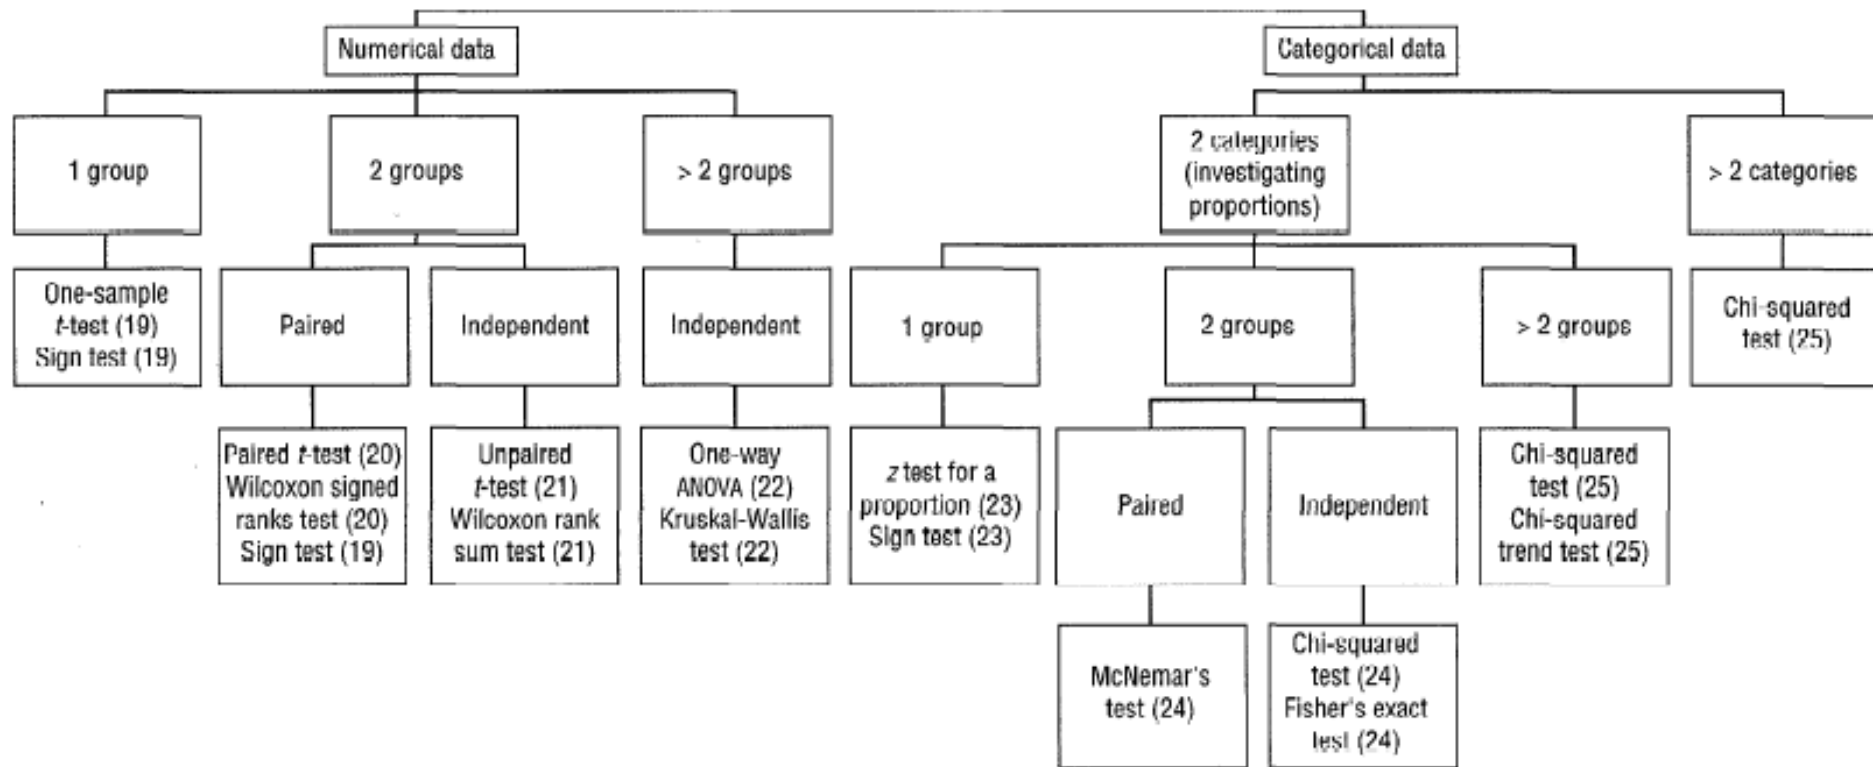 Numerical data
Categorical data
1 group
2 groups
> 2 groups
2 categories
(investigating
proportions)
> 2 categories
One-sample
t-test (19)
Sign test (19)
Paired
Independent
Independent
1 group
2 groups
> 2 groups
Chi-squared
test (25)
Paired t-test (20)
Wilcoxon signed
ranks test (20)
Sign test (19)
Unpaired
t-test (21)
Wilcoxon rank
sum test (21)
One-way
ANOVA (22)
Kruskal-Wallis
test (22)
z test for a
proportion (23)
Sign test (23)
Paired
Independent
Chi-squared
test (25)
Chi-squared
trend test (25)
McNemar's
test (24)
Chi-squared
test (24)
Fisher's exact
test (24)